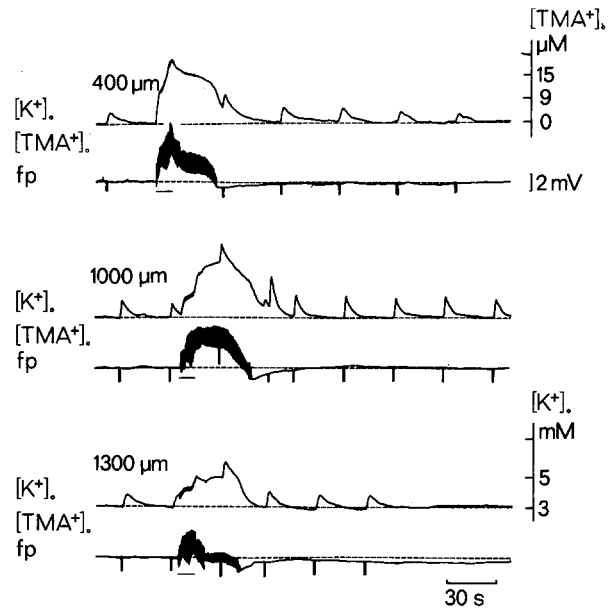 [TMA⁺]ₒ
µM
15
9
0
400 µm
[K⁺]ₒ
[TMA⁺]ₒ
fp
2 mV
1000 µm
[K⁺]ₒ
[TMA⁺]ₒ
fp
[K⁺]ₒ
mM
5
3
1300 µm
[K⁺]ₒ
[TMA⁺]ₒ
fp
30 s